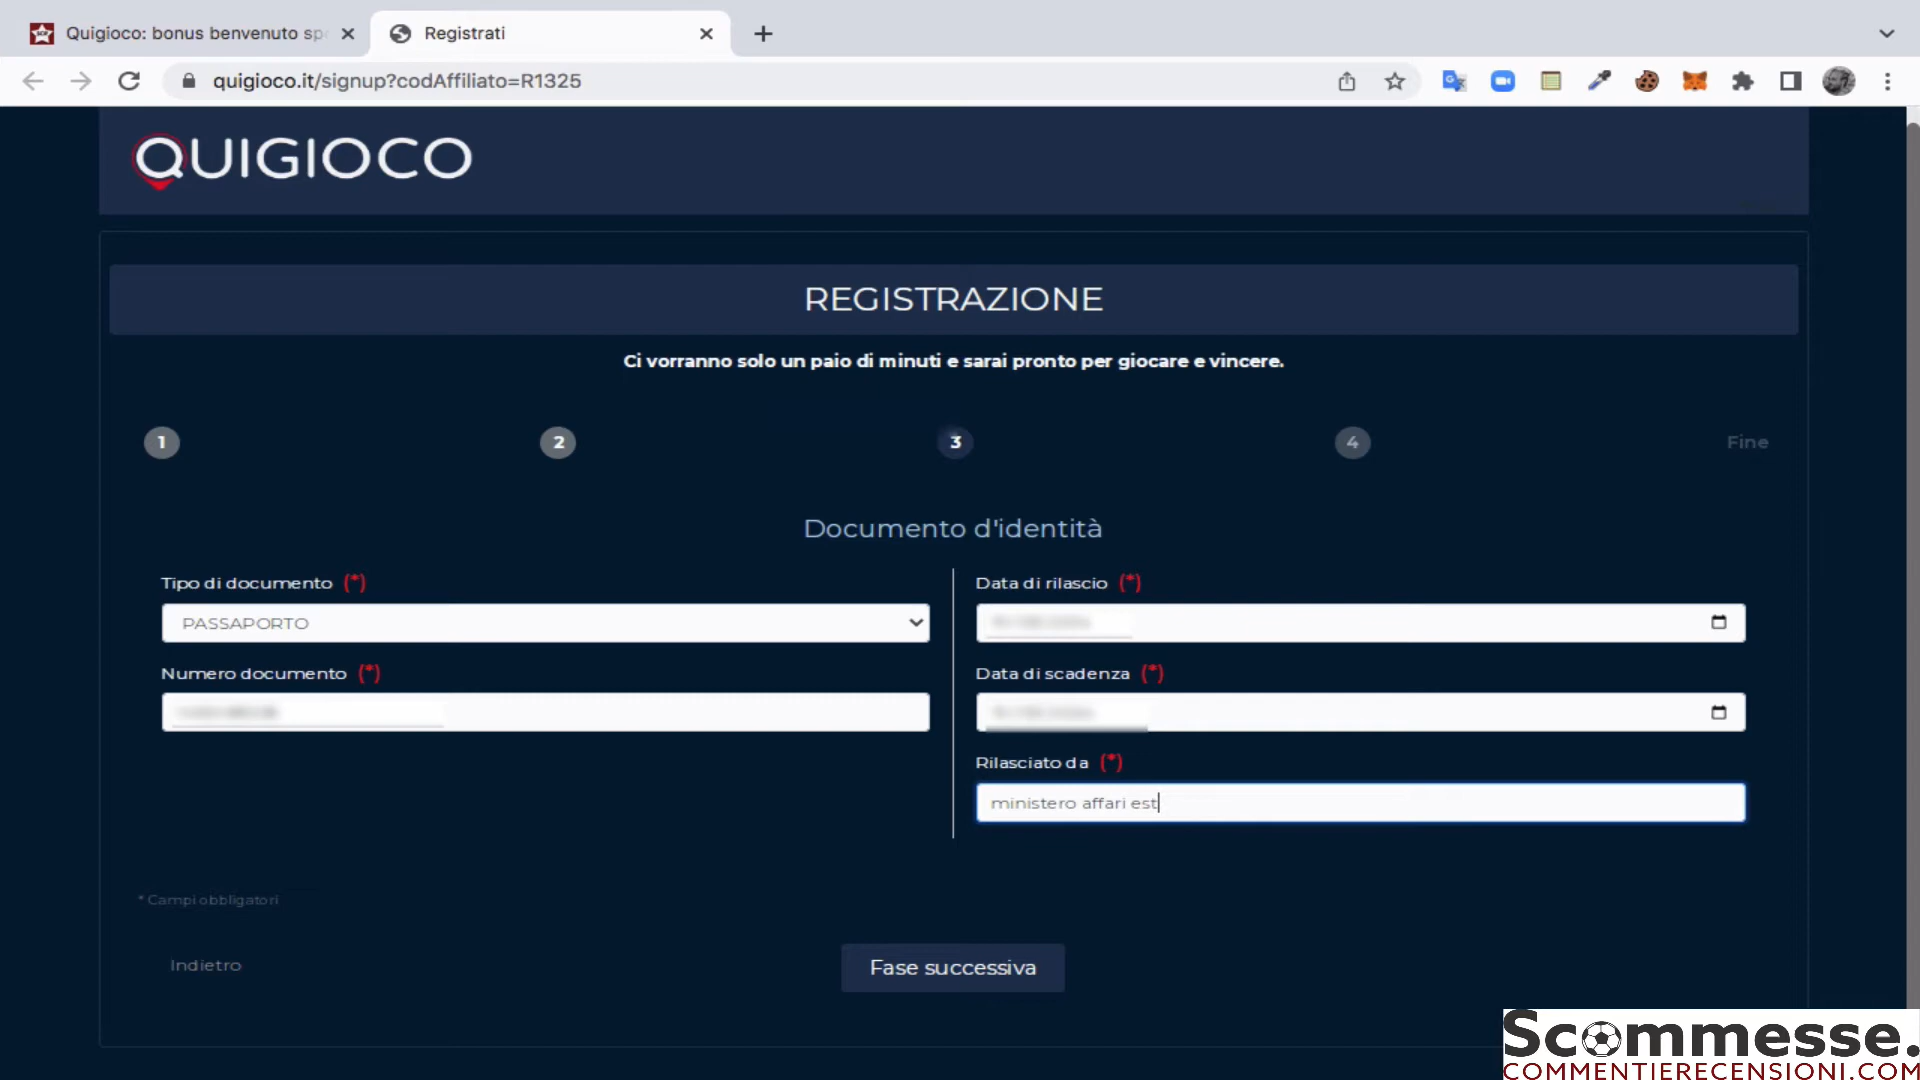 Quigioco: bonus benvenuto sp
Registrati
quigioco.it/signup?codAffiliato=R1325
QUIGIOCO
REGISTRAZIONE
Ci vorranno solo un paio di minuti e sarai pronto per giocare e vincere.
1 2 3 4 Fine
Documento d'identità
Tipo di documento (*)
PASSAPORTO
Numero documento (*)
Data di rilascio (*)
Data di scadenza (*)
Rilasciato da (*)
ministero affari est
* Campi obbligatori
Indietro
Fase successiva
Scommesse.
COMMENTIERECENSIONI.COM